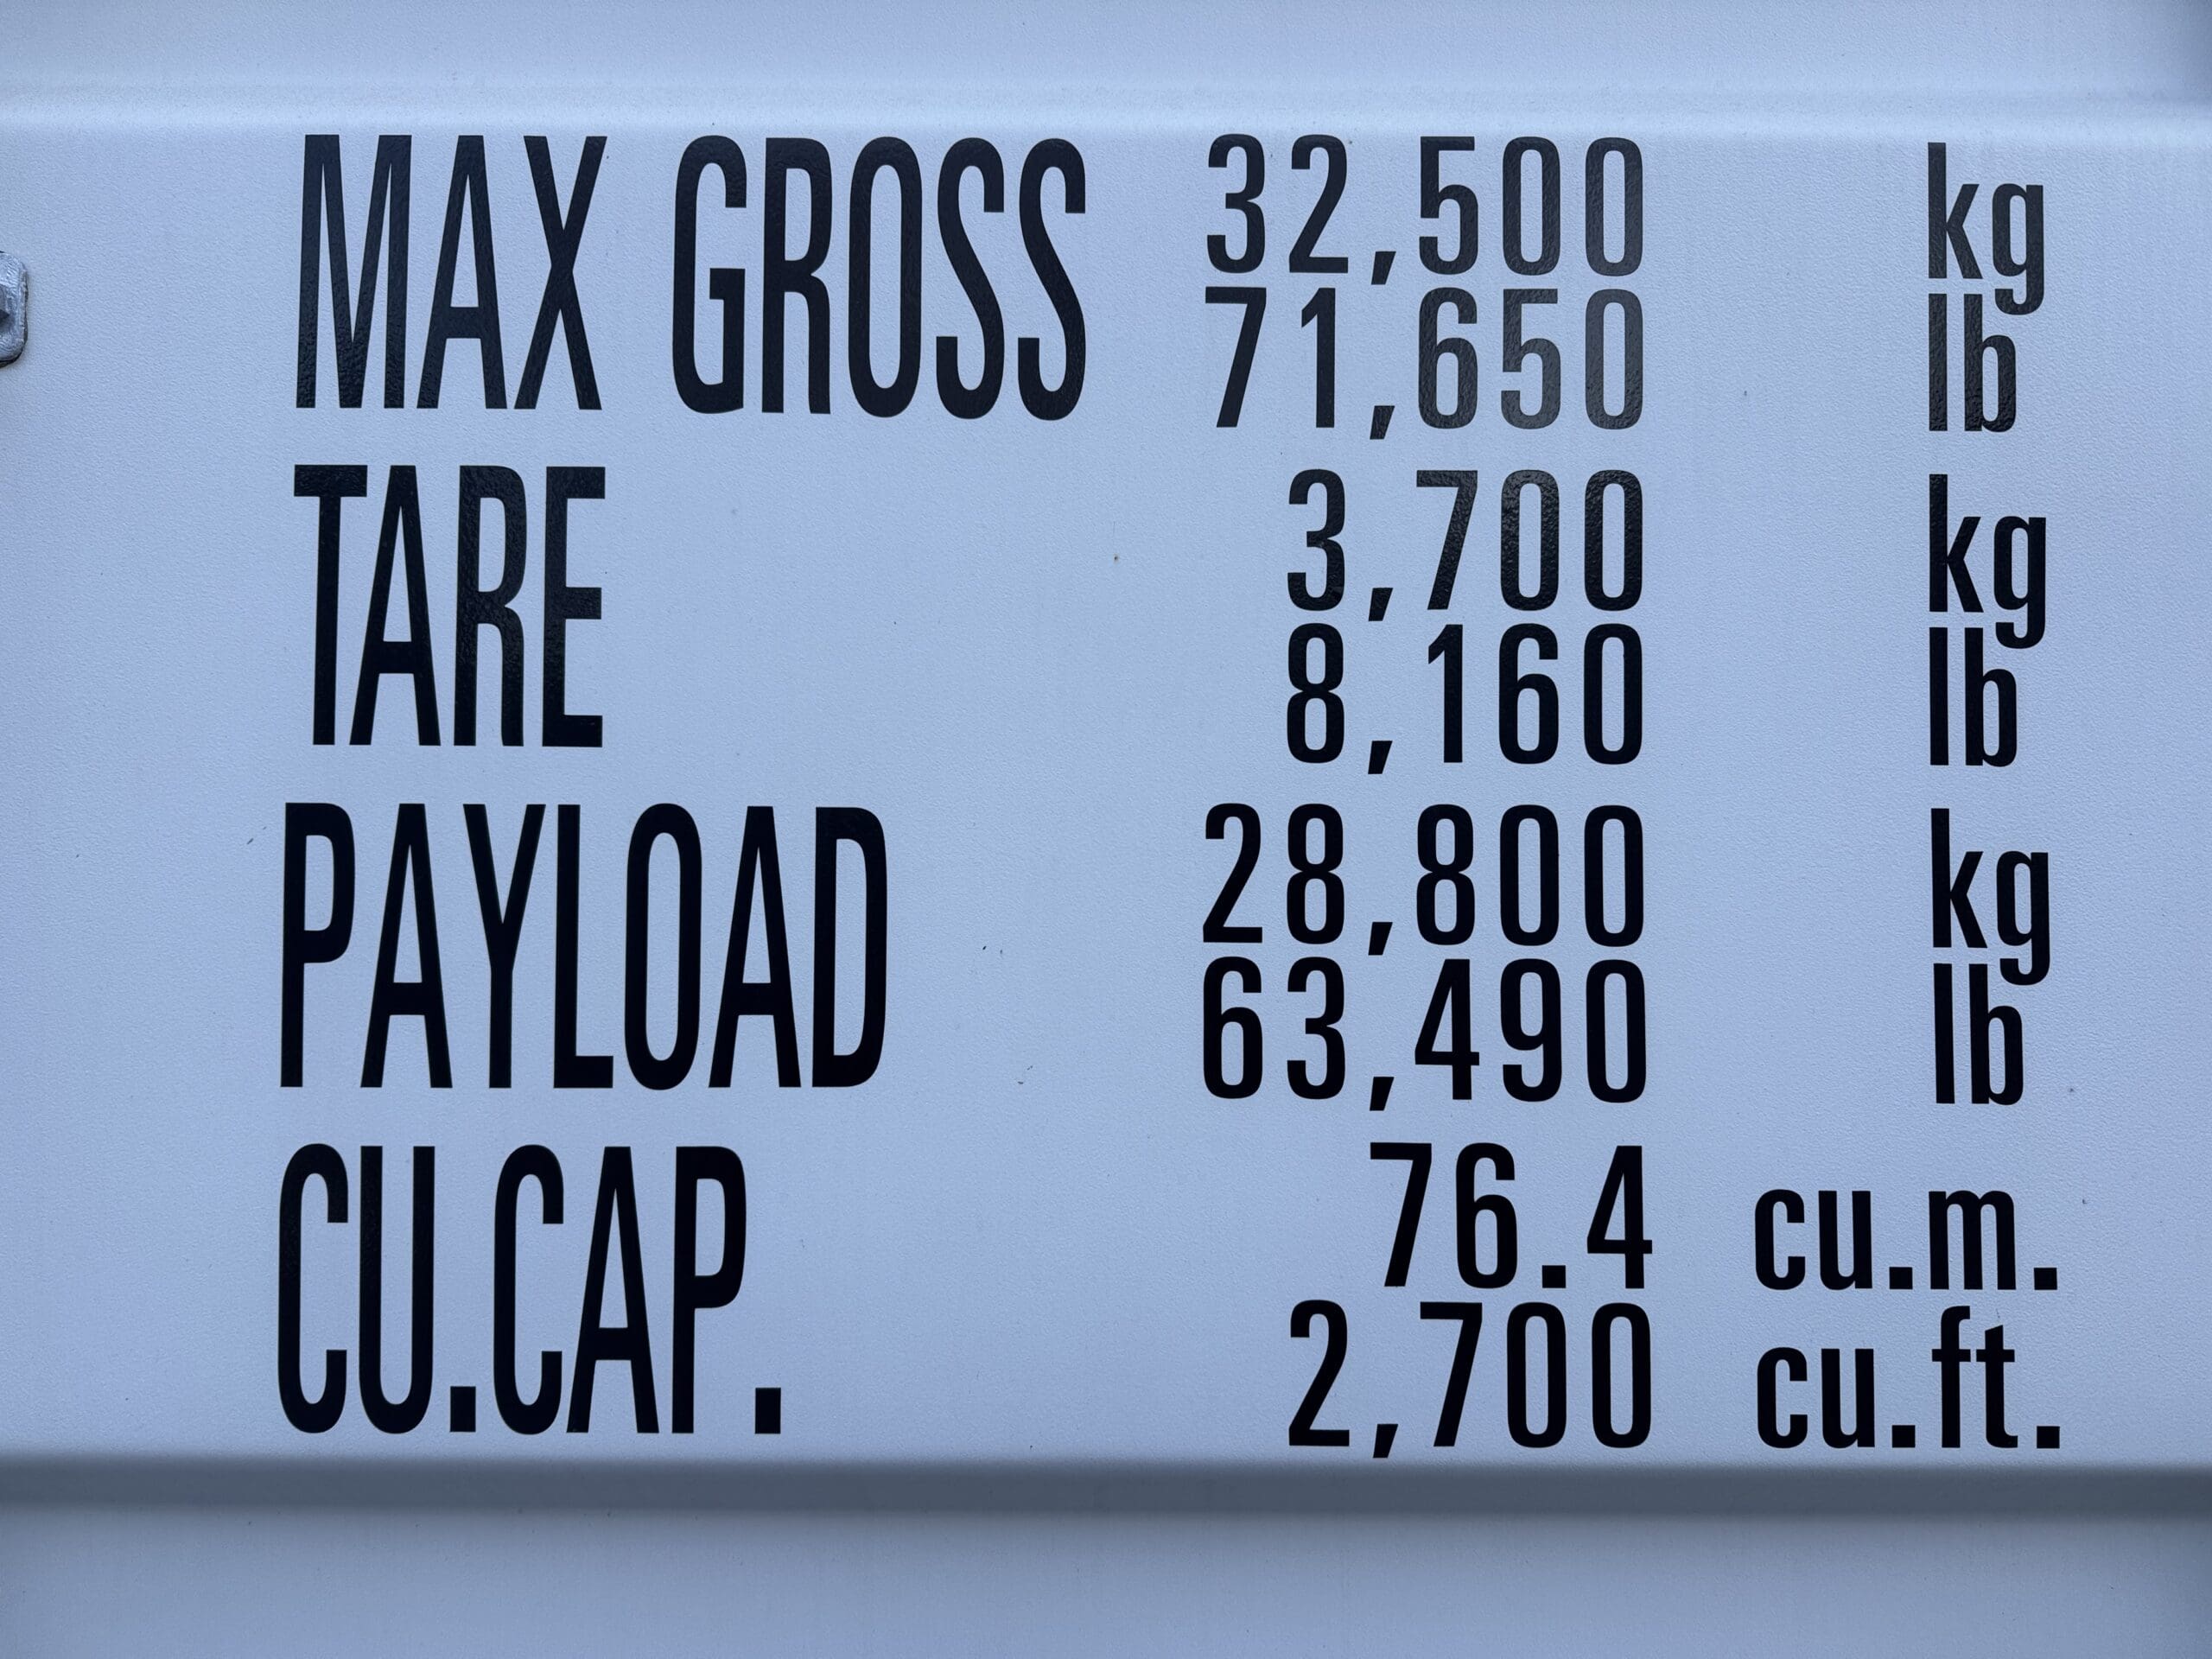 MAX GROSS 32,500 kg
71,650 lb
TARE 3,700 kg
8,160 lb
PAYLOAD 28,800 kg
63,490 lb
CU.CAP. 76.4 cu.m.
2,700 cu.ft.